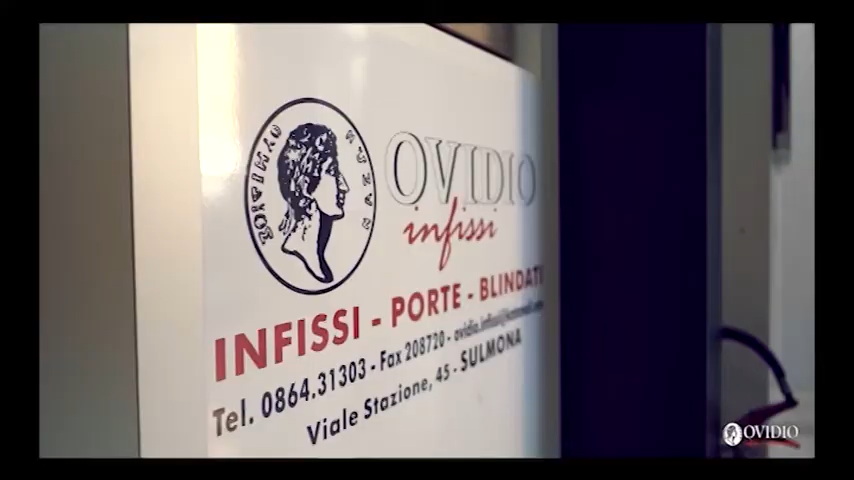 OVIDIO
infissi
INFISSI - PORTE - BLINDATI
Tel. 0864.31303 - Fax 208720 -
Viale Stazione, 45 - SULMONA
OVIDIO